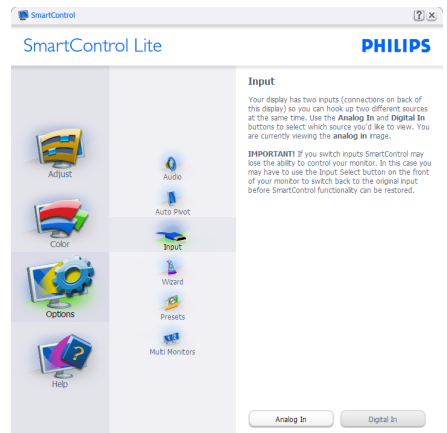 SmartControl
SmartControl Lite
PHILIPS
Adjust
Color
Options
Help
Audio
Auto Pivot
Input
Wizard
Presets
Multi Monitors
Input
Your display has two inputs (connections on back of
this display) so you can hook up two different sources
at the same time. Use the Analog In and Digital In
buttons to select which source you'd like to view. You
are currently viewing the analog in image.
IMPORTANT! If you switch inputs SmartControl may
lose the ability to control your monitor. In this case you
may have to use the Input Select button on the front
of your monitor to switch back to the original input
before SmartControl functionality can be restored.
Analog In
Digital In